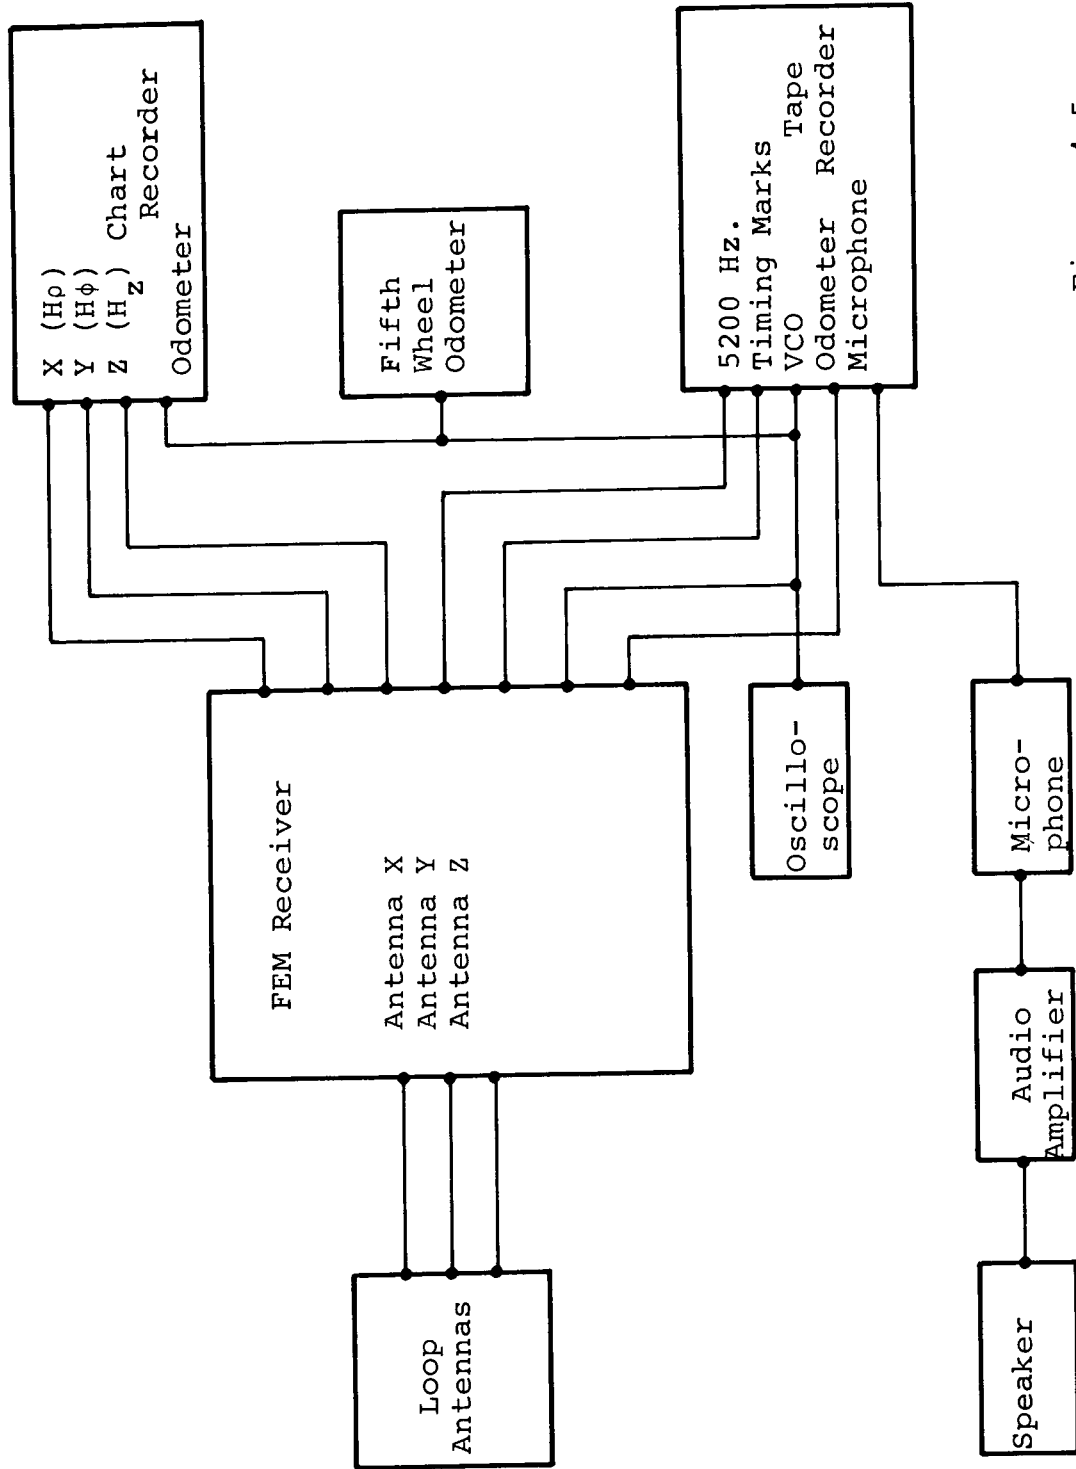 Loop
Antennas
FEM Receiver
Antenna X
Antenna Y
Antenna Z
X (Hρ)
Y (Hϕ)
Z (Hz) Chart
Recorder
Odometer
Fifth
Wheel
Odometer
5200 Hz.
Timing Marks
VCO Tape
Odometer Recorder
Microphone
Oscillo-
scope
Speaker
Audio
Amplifier
Micro-
phone